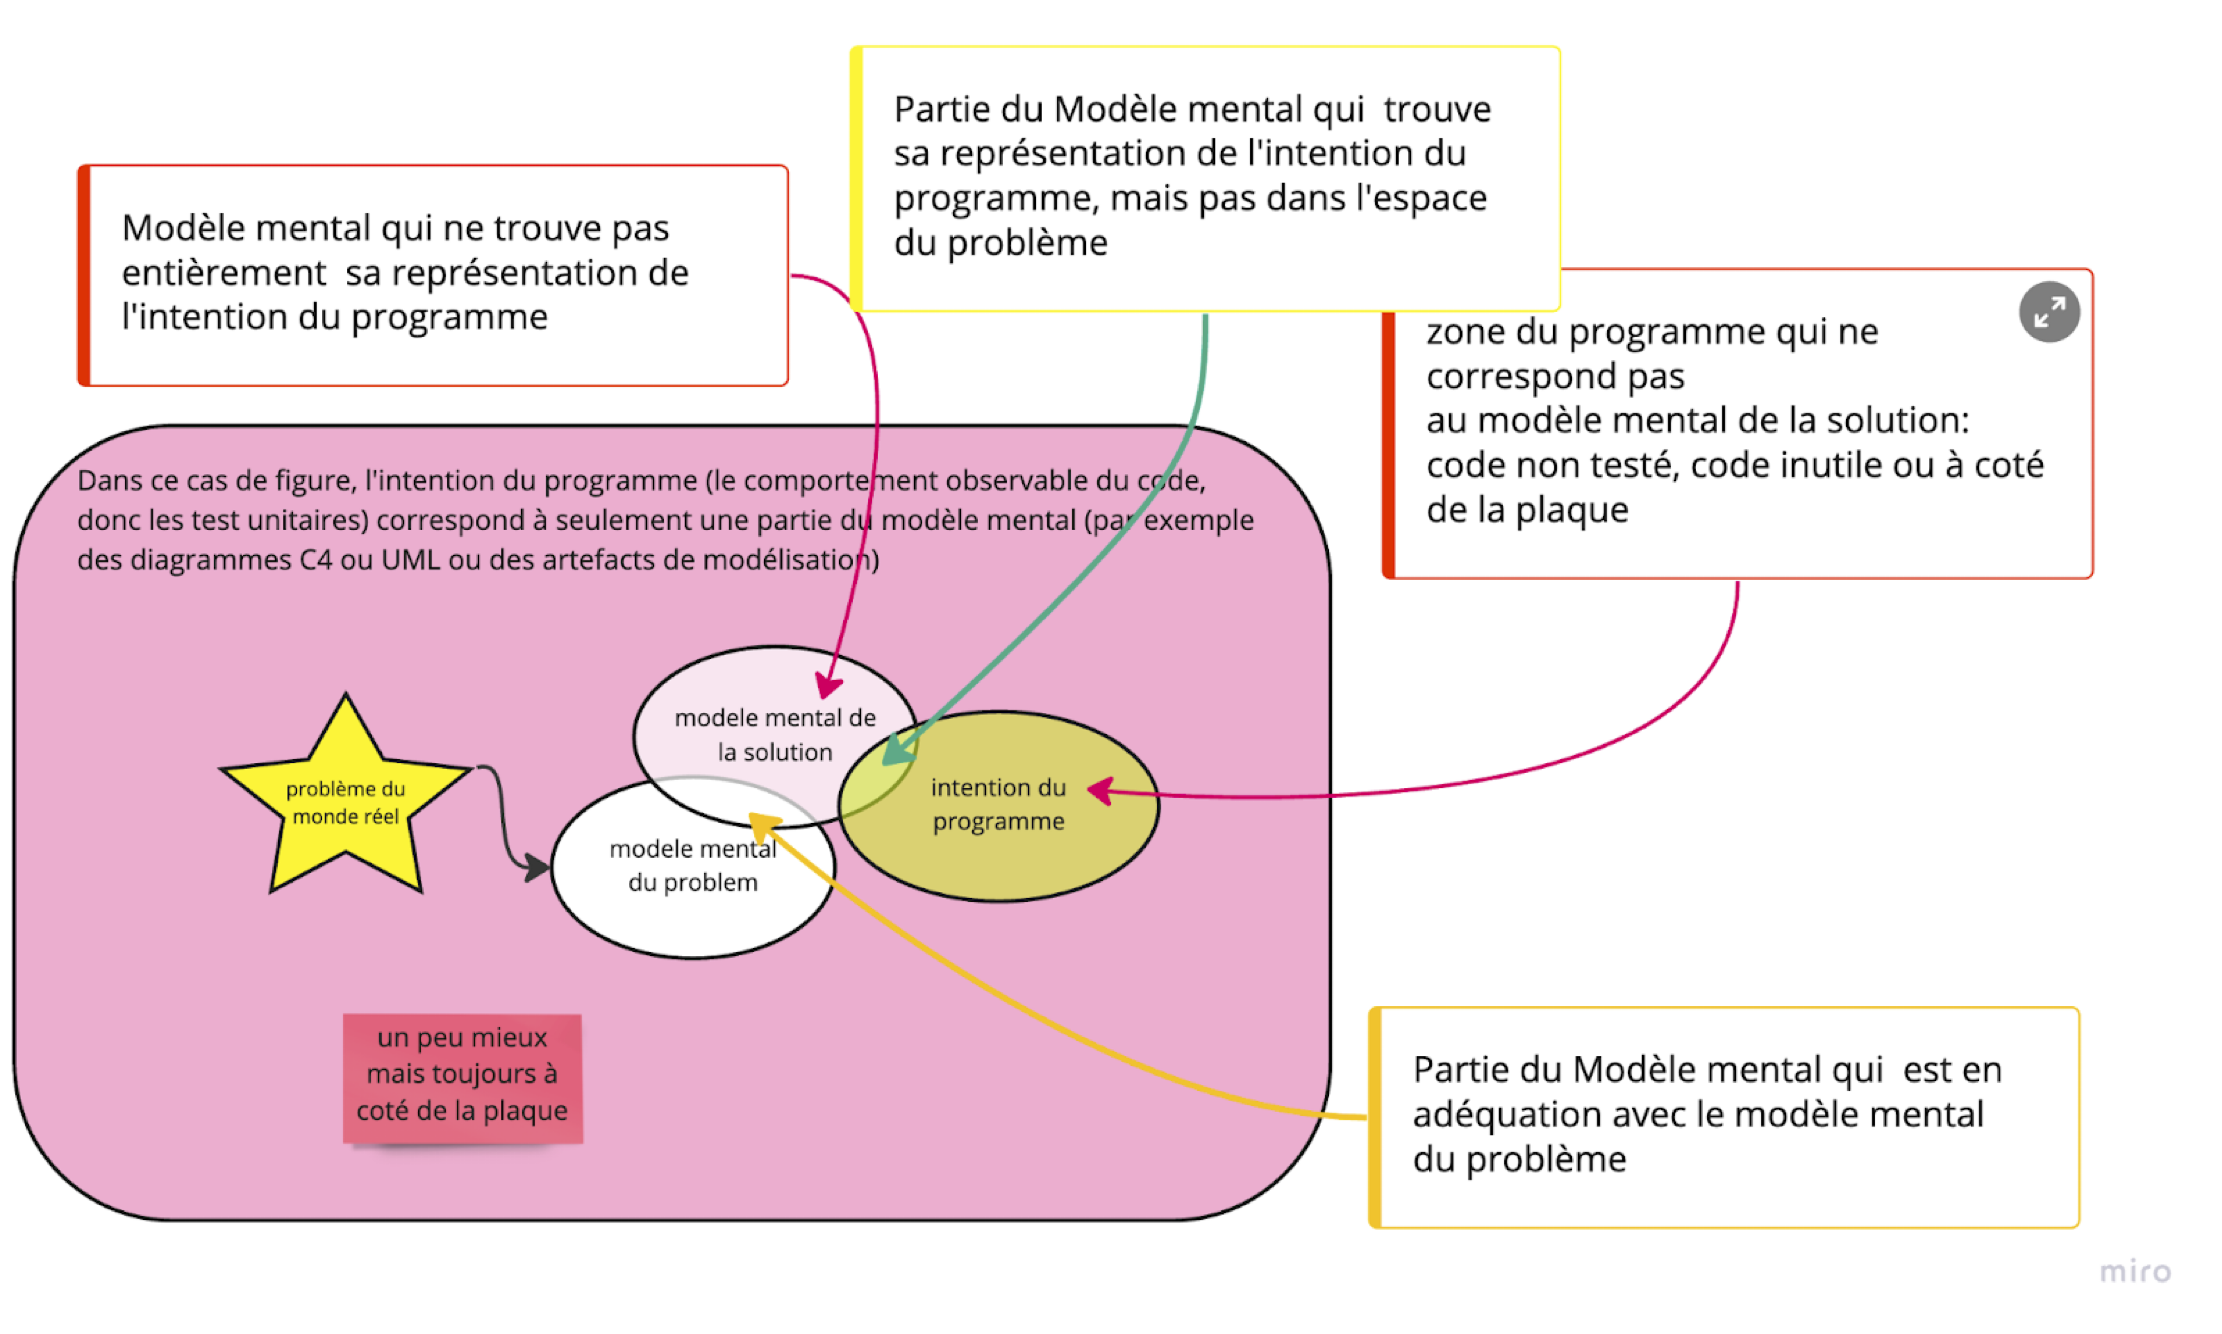 Partie du Modèle mental qui  trouve
sa représentation de l'intention du
programme, mais pas dans l'espace
du problème
Modèle mental qui ne trouve pas
entièrement  sa représentation de
l'intention du programme
zone du programme qui ne
correspond pas
au modèle mental de la solution:
code non testé, code inutile ou à coté
de la plaque
Dans ce cas de figure, l'intention du programme (le comportement observable du code,
donc les test unitaires) correspond à seulement une partie du modèle mental (par exemple
des diagrammes C4 ou UML ou des artefacts de modélisation)
modele mental de
la solution
problème du
monde réel
intention du
programme
modele mental
du problem
un peu mieux
mais toujours à
coté de la plaque
Partie du Modèle mental qui  est en
adéquation avec le modèle mental
du problème
miro